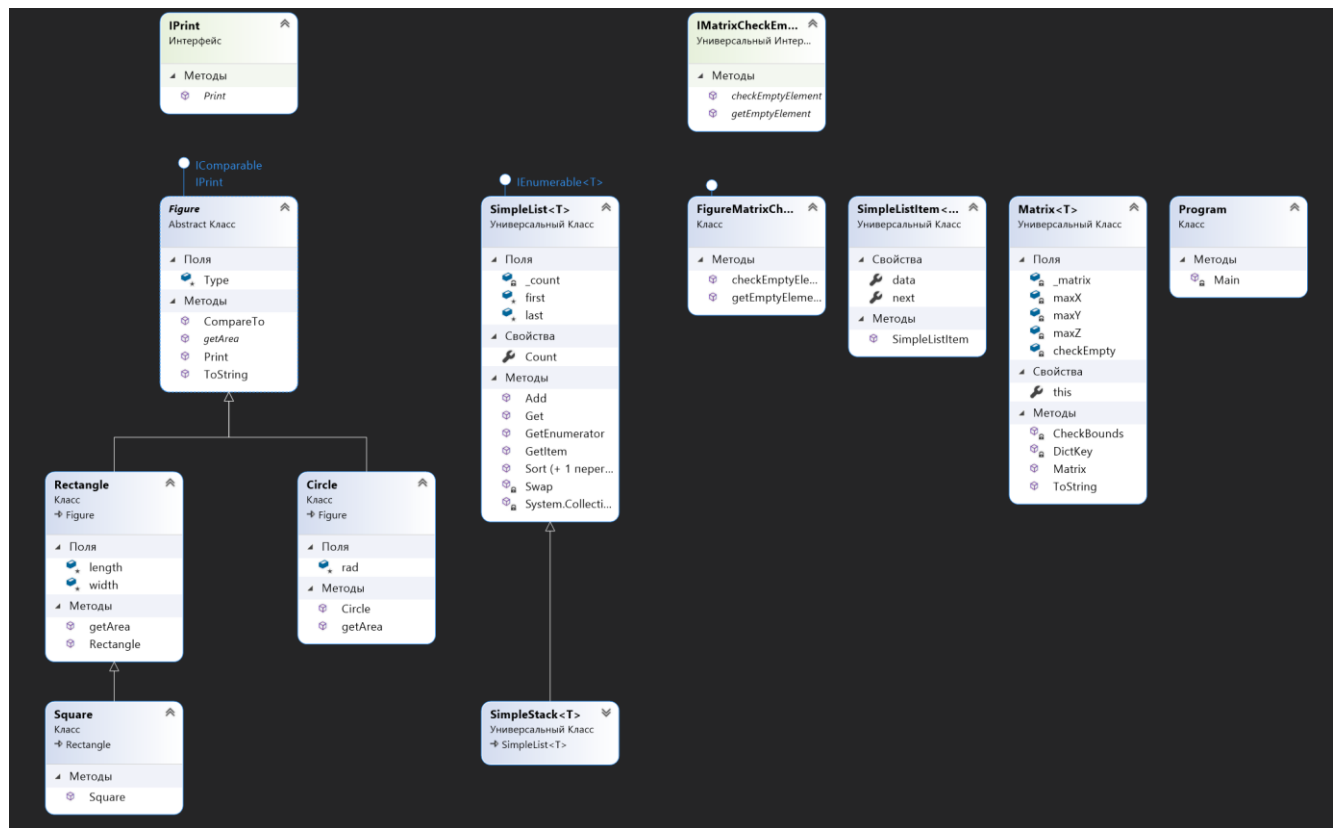 IPrint
Интерфейс
Методы
Print
IMatrixCheckEm...
Универсальный Интер...
Методы
checkEmptyElement
getEmptyElement
IComparable
IPrint
Figure
Abstract Класс
Поля
Type
Методы
CompareTo
getArea
Print
ToString
IEnumerable<T>
SimpleList<T>
Универсальный Класс
Поля
_count
first
last
Свойства
Count
Методы
Add
Get
GetEnumerator
GetItem
Sort (+ 1 перег...
Swap
System.Collecti...
FigureMatrixCh...
Класс
Методы
checkEmptyEle...
getEmptyEleme...
SimpleListItem<...
Универсальный Класс
Свойства
data
next
Методы
SimpleListItem
Matrix<T>
Универсальный Класс
Поля
_matrix
maxX
maxY
maxZ
checkEmpty
Свойства
this
Методы
CheckBounds
DictKey
Matrix
ToString
Program
Класс
Методы
Main
Rectangle
Класс
Figure
Поля
length
width
Методы
getArea
Rectangle
Circle
Класс
Figure
Поля
rad
Методы
Circle
getArea
Square
Класс
Rectangle
Методы
Square
SimpleStack<T>
Универсальный Класс
SimpleList<T>